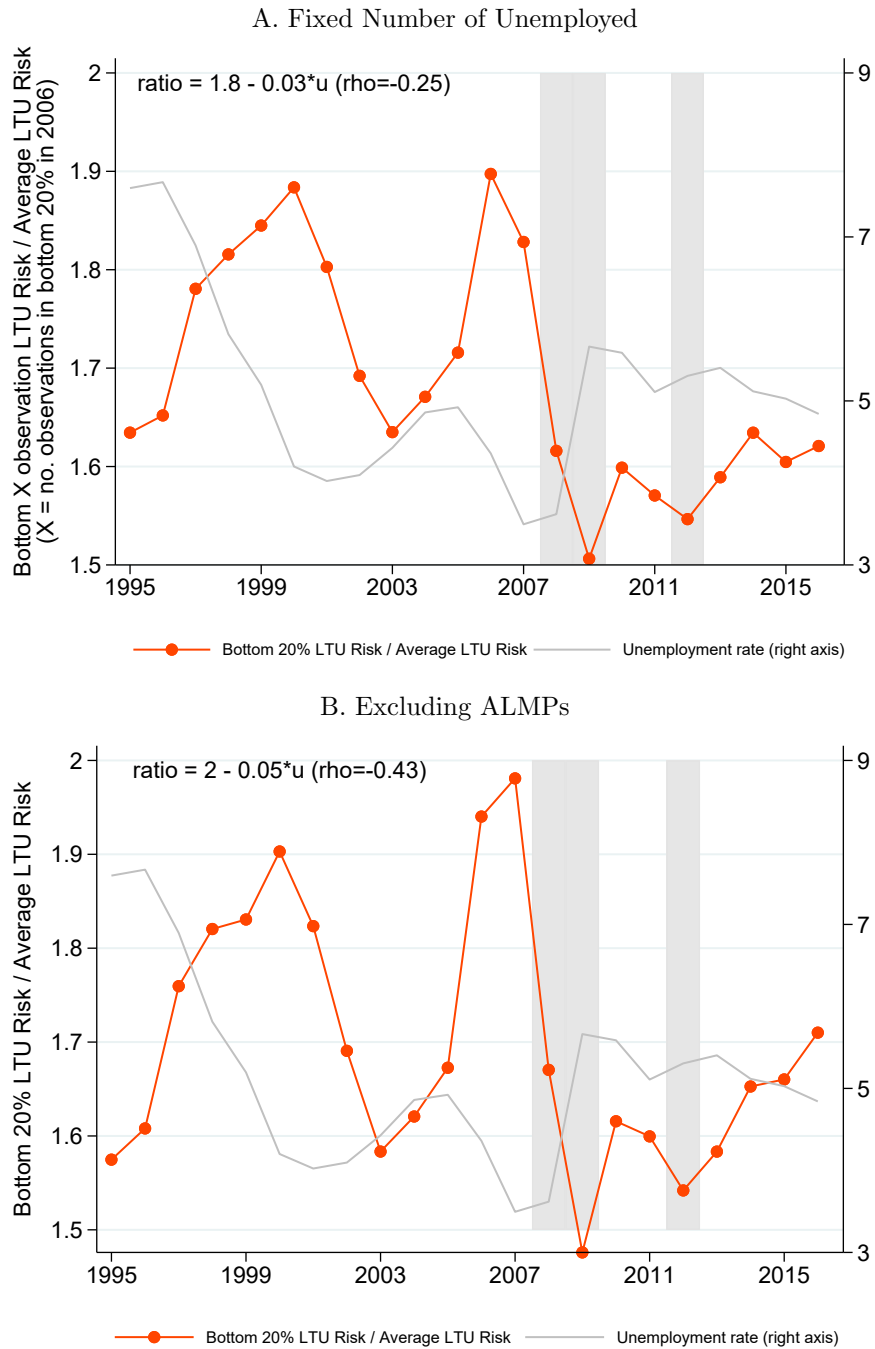 A. Fixed Number of Unemployed
Bottom X observation LTU Risk / Average LTU Risk
(X = no. observations in bottom 20% in 2006)
ratio = 1.8 - 0.03*u (rho=-0.25)
2
1.9
1.8
1.7
1.6
1.5
9
7
5
3
1995
1999
2003
2007
2011
2015
Bottom 20% LTU Risk / Average LTU Risk
Unemployment rate (right axis)
B. Excluding ALMPs
Bottom 20% LTU Risk / Average LTU Risk
ratio = 2 - 0.05*u (rho=-0.43)
2
1.9
1.8
1.7
1.6
1.5
9
7
5
3
1995
1999
2003
2007
2011
2015
Bottom 20% LTU Risk / Average LTU Risk
Unemployment rate (right axis)